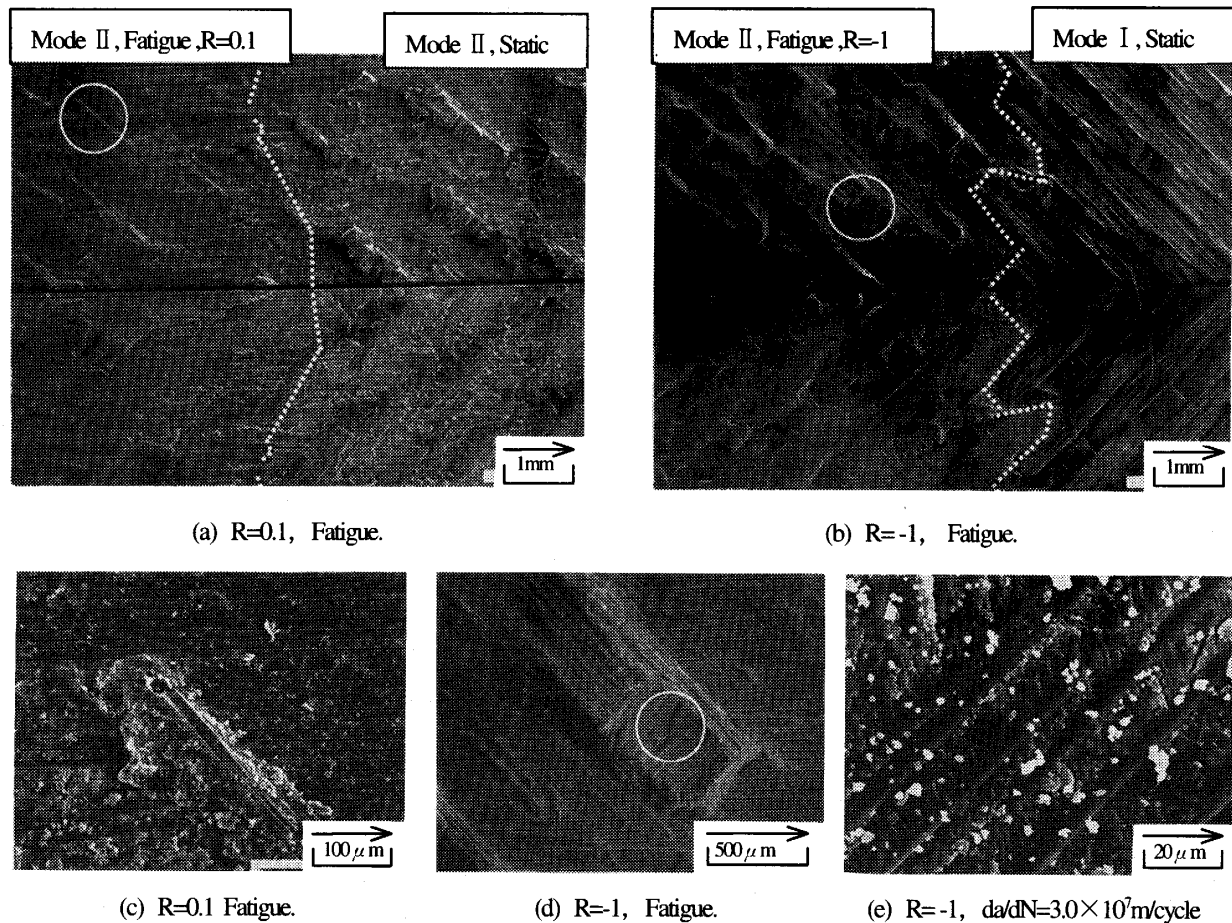 Mode Ⅱ, Fatigue ,R=0.1
Mode Ⅱ, Static
1mm
(a) R=0.1, Fatigue.
Mode Ⅱ, Fatigue ,R=-1
Mode Ⅰ, Static
1mm
(b) R= -1, Fatigue.
100μm
(c) R=0.1 Fatigue.
500μm
(d) R=-1, Fatigue.
20μm
(e) R= -1, da/dN=3.0×10⁷m/cycle